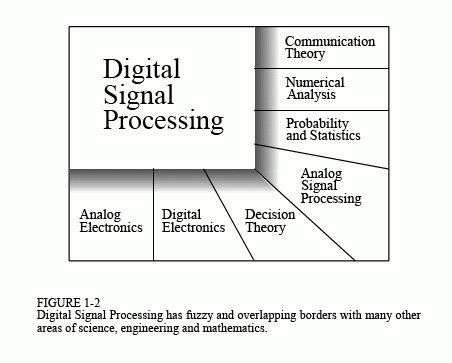 Digital
Signal
Processing
Communication
Theory
Numerical
Analysis
Probability
and Statistics
Analog
Signal
Processing
Analog
Electronics
Digital
Electronics
Decision
Theory
FIGURE 1-2
Digital Signal Processing has fuzzy and overlapping borders with many other
areas of science, engineering and mathematics.